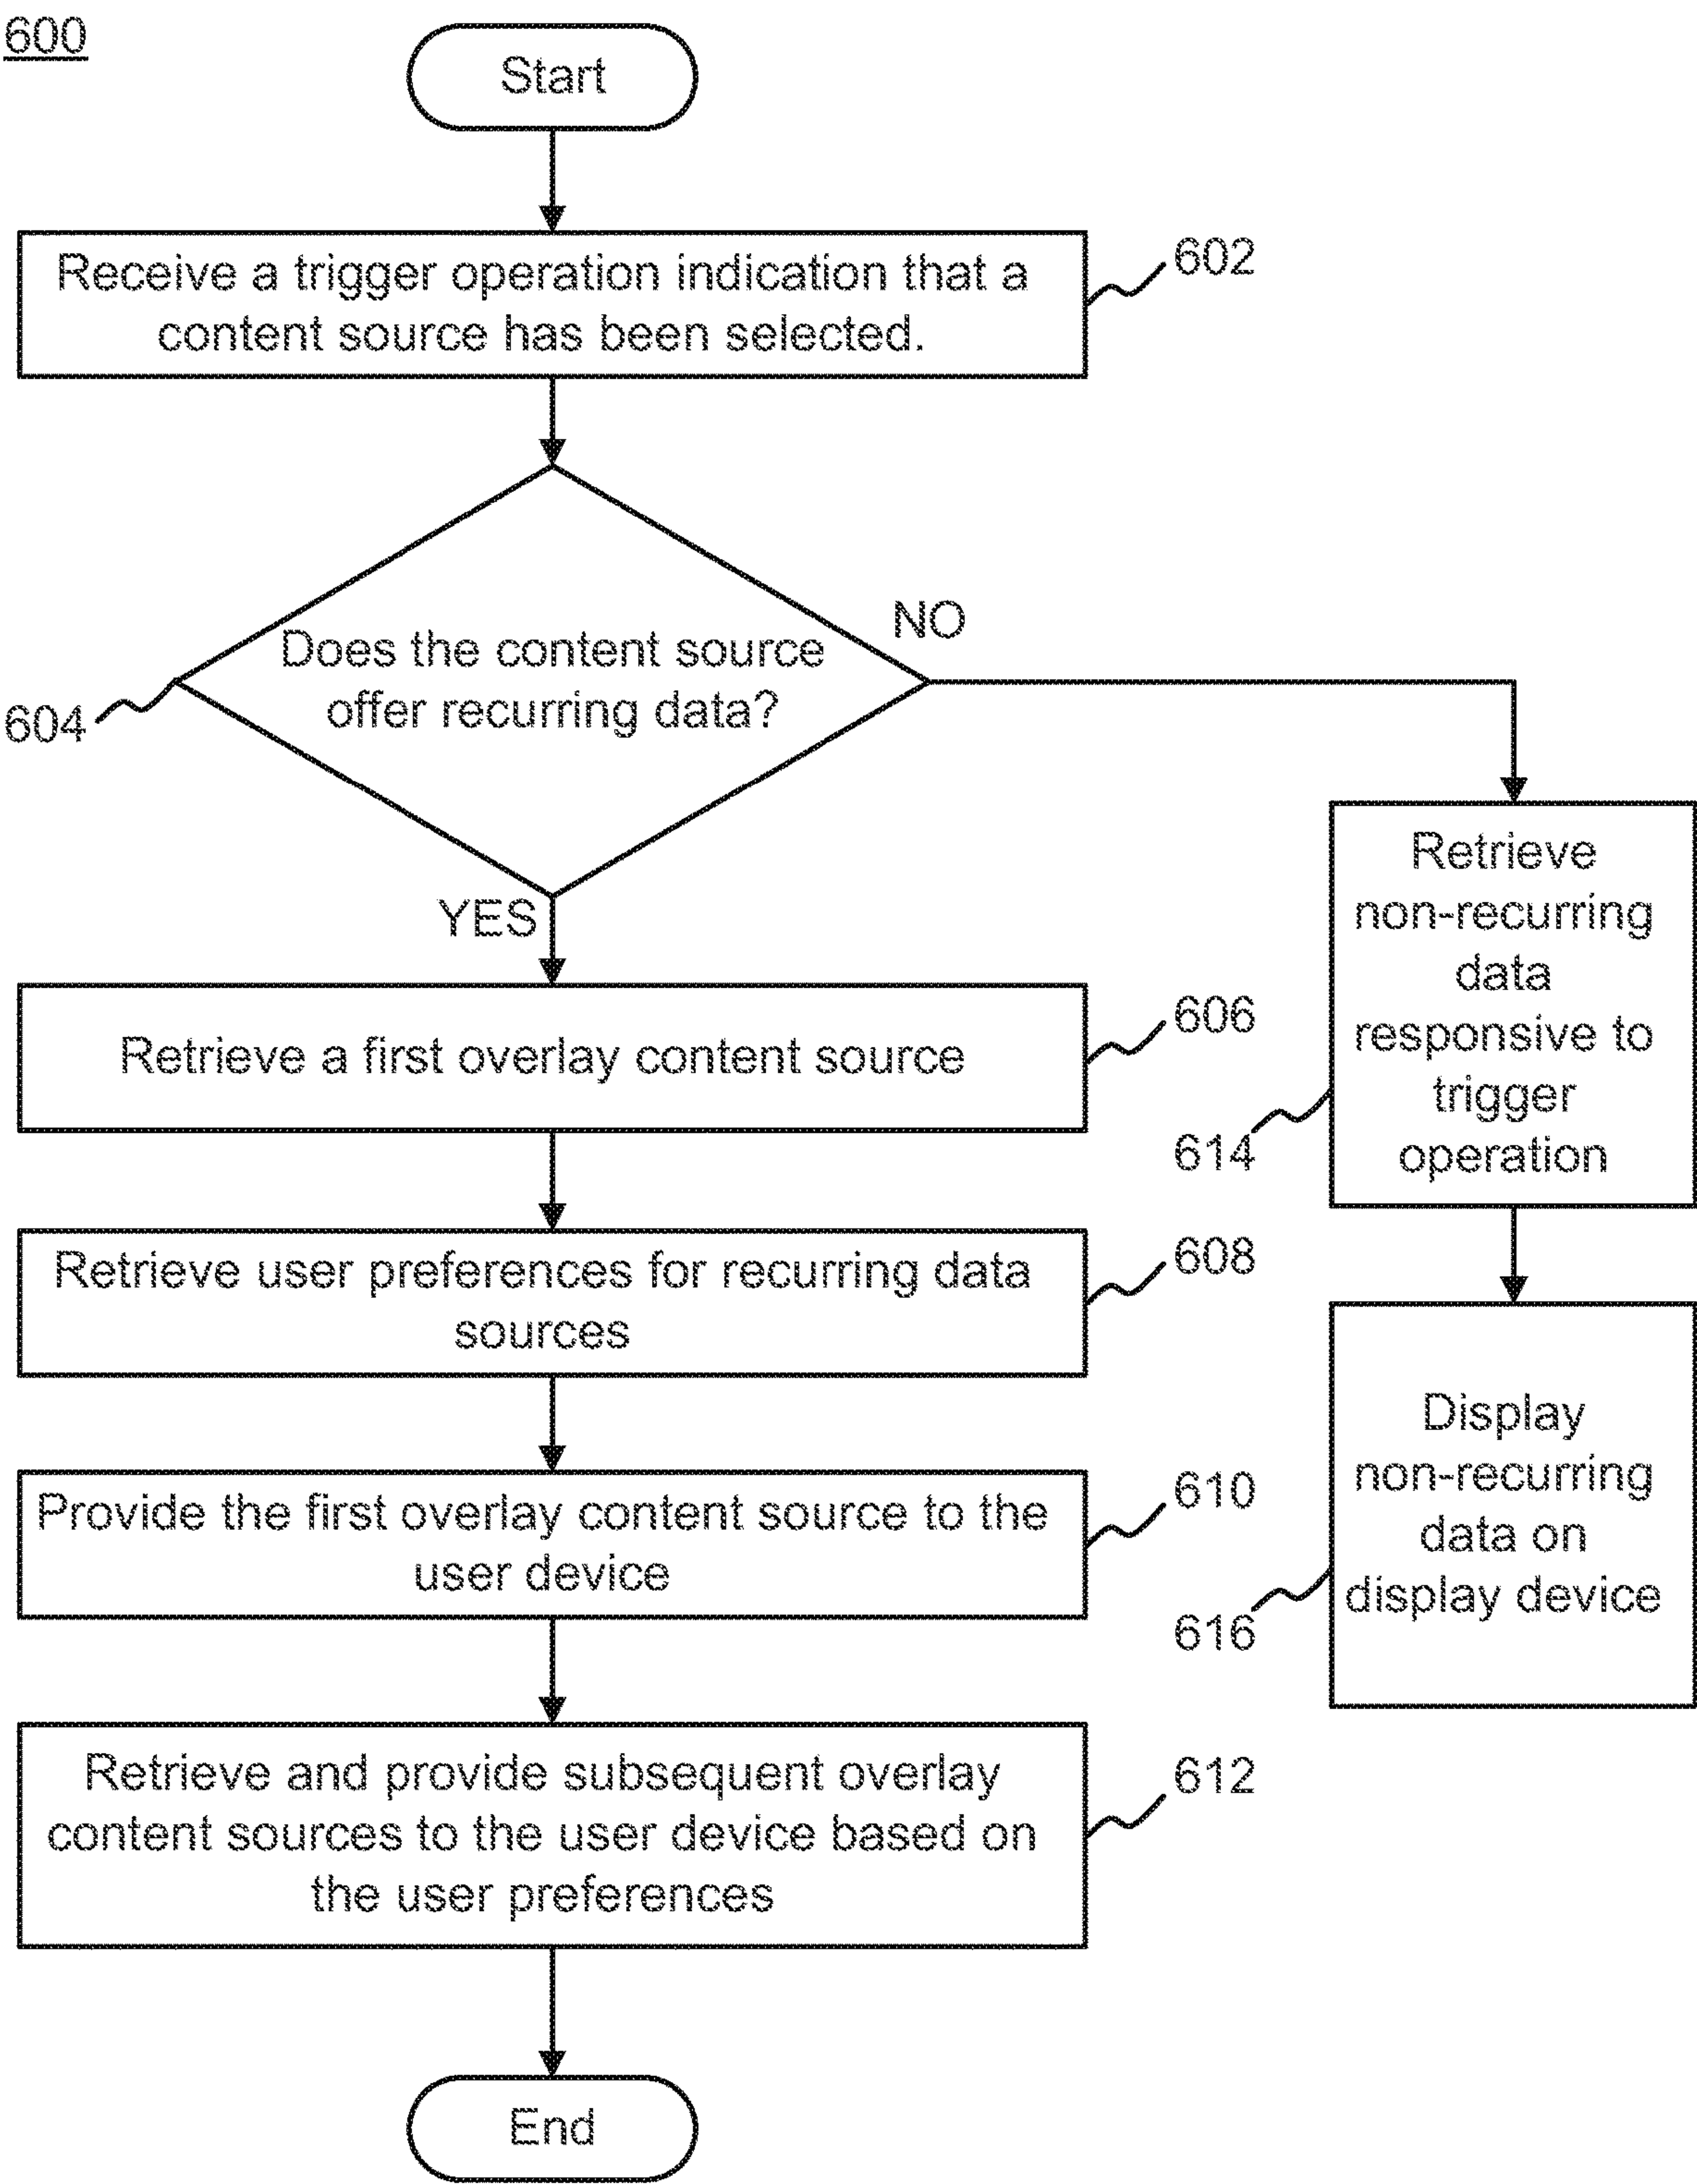 600
Start
Receive a trigger operation indication that a
content source has been selected.
602
Does the content source
offer recurring data?
604
NO
YES
Retrieve a first overlay content source
606
Retrieve user preferences for recurring data
sources
608
Provide the first overlay content source to the
user device
610
Retrieve and provide subsequent overlay
content sources to the user device based on
the user preferences
612
End
Retrieve
non-recurring
data
responsive to
trigger
operation
614
Display
non-recurring
data on
display device
616